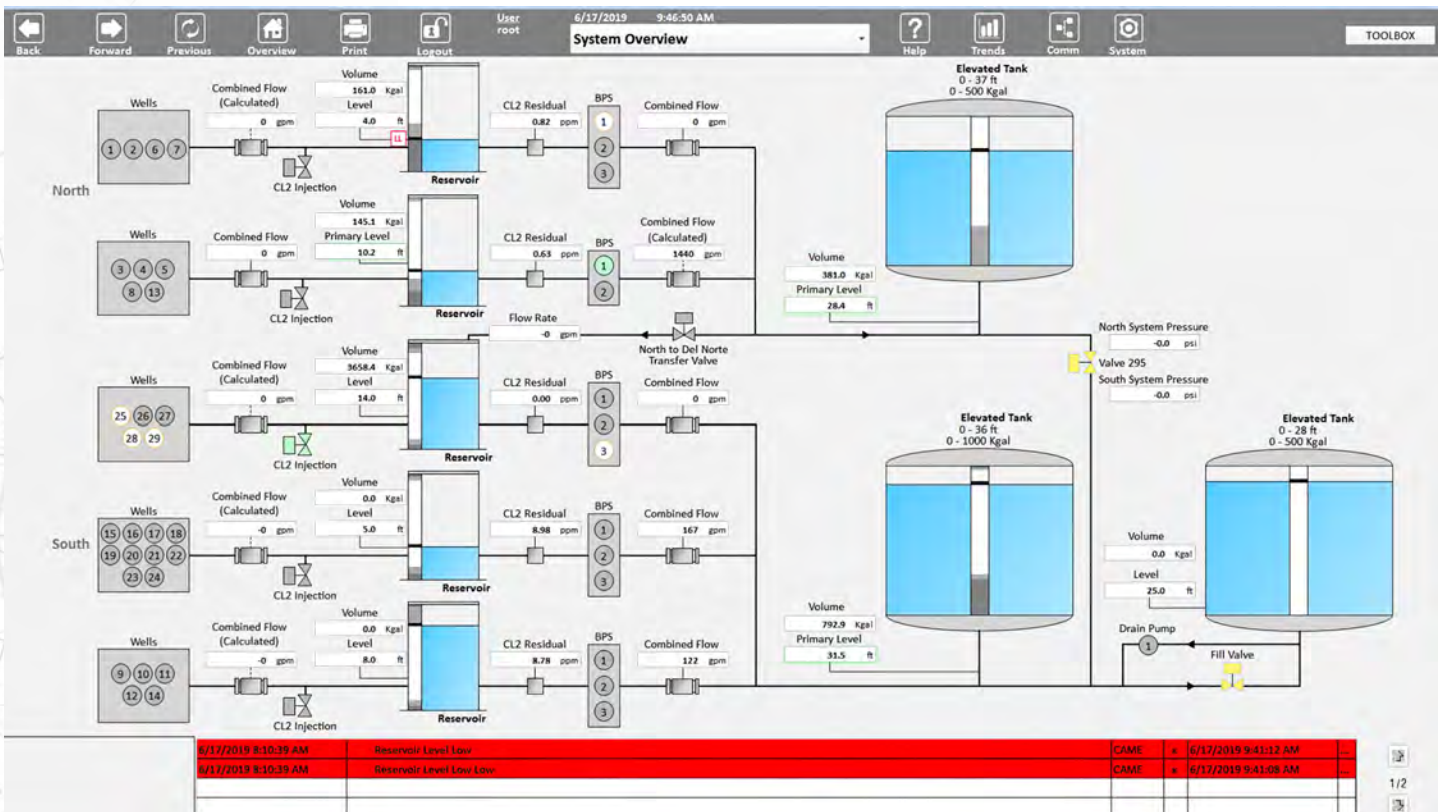 User 6/17/2019 9:46:50 AM
root
System Overview
TOOLBOX
Back Forward Previous Overview Print Logout Help Trends Comm System
North
Wells
1 2 6 7
Combined Flow
(Calculated)
0 gpm
CL2 Injection
Volume
161.0 Kgal
Level
4.0 ft
LL
Reservoir
CL2 Residual
0.82 ppm
BPS
1
2
3
Combined Flow
0 gpm
Wells
3 4 5
8 13
Combined Flow
0 gpm
CL2 Injection
Volume
145.1 Kgal
Primary Level
10.2 ft
Reservoir
CL2 Residual
0.63 ppm
BPS
1
2
Combined Flow
(Calculated)
1440 gpm
Flow Rate
-0 gpm
North to Del Norte
Transfer Valve
Wells
25 26 27
28 29
Combined Flow
(Calculated)
0 gpm
CL2 Injection
Volume
3658.4 Kgal
Level
14.0 ft
Reservoir
CL2 Residual
0.00 ppm
BPS
1
2
3
Combined Flow
0 gpm
South
Wells
15 16 17 18
19 20 21 22
23 24
Combined Flow
(Calculated)
-0 gpm
CL2 Injection
Volume
0.0 Kgal
Level
5.0 ft
Reservoir
CL2 Residual
8.98 ppm
BPS
1
2
3
Combined Flow
167 gpm
Wells
9 10 11
12 14
Combined Flow
(Calculated)
-0 gpm
CL2 Injection
Volume
0.0 Kgal
Level
8.0 ft
Reservoir
CL2 Residual
8.78 ppm
BPS
1
2
3
Combined Flow
122 gpm
Elevated Tank
0 - 37 ft
0 - 500 Kgal
Volume
381.0 Kgal
Primary Level
28.4 ft
North System Pressure
-0.0 psi
Valve 295
South System Pressure
-0.0 psi
Elevated Tank
0 - 36 ft
0 - 1000 Kgal
Volume
792.9 Kgal
Primary Level
31.5 ft
Elevated Tank
0 - 28 ft
0 - 500 Kgal
Volume
0.0 Kgal
Level
25.0 ft
Drain Pump
1
Fill Valve
6/17/2019 8:10:39 AM Reservoir Level Low CAME 6/17/2019 9:41:12 AM ...
6/17/2019 8:10:39 AM Reservoir Level Low Low CAME 6/17/2019 9:41:08 AM ...
1/2